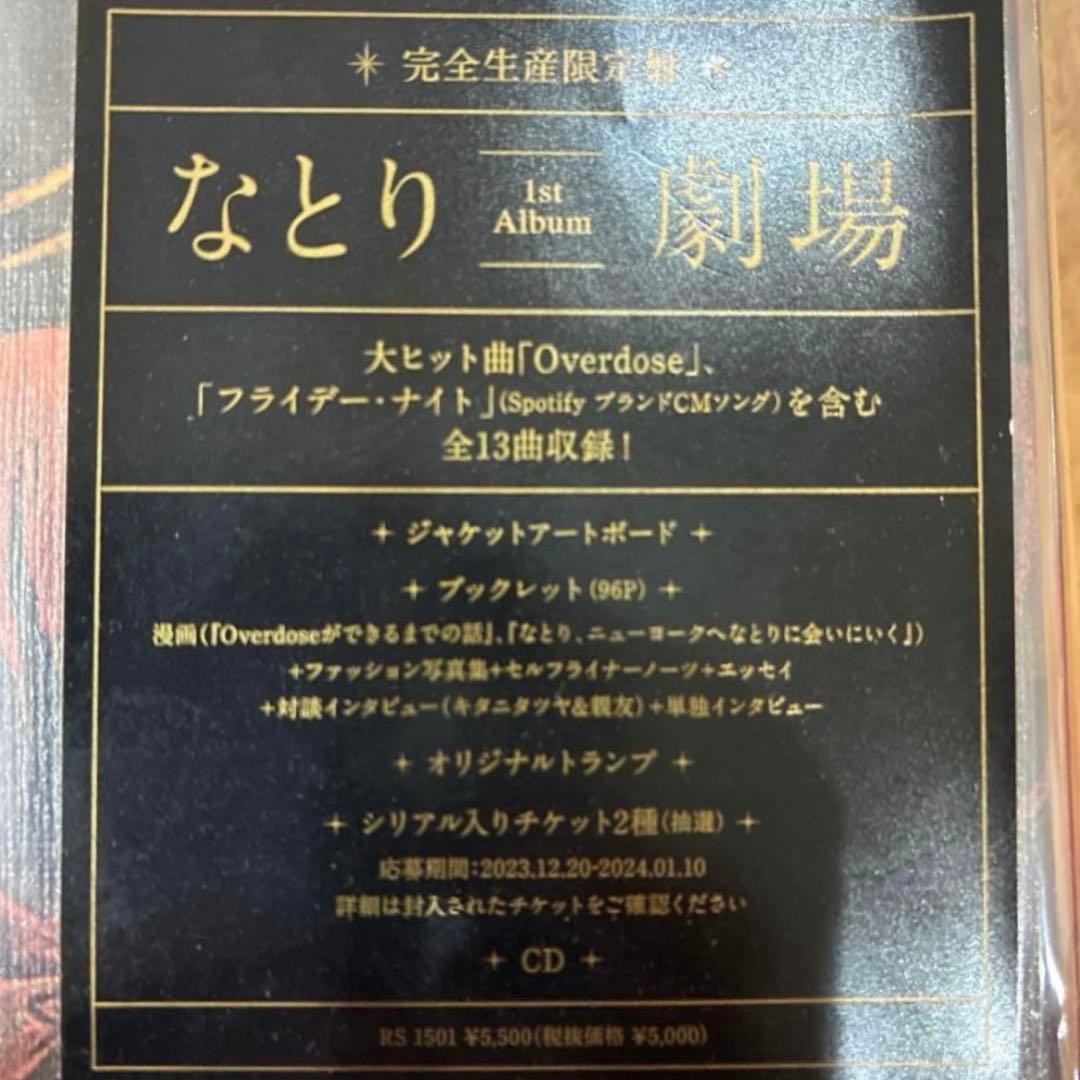 完全生産限定盤
なとり 1st Album 劇場
大ヒット曲「Overdose」、
「フライデー・ナイト」(Spotify ブランドCMソング)を含む
全13曲収録！
ジャケットアートボード
ブックレット(96P)
漫画(『Overdoseができるまでの話』、『なとり、ニューヨークへなとりに会いにいく』)
+ファッション写真集+セルフライナーノーツ+エッセイ
+対談インタビュー(キタニタツヤ&親友)+単独インタビュー
オリジナルトランプ
シリアル入りチケット2種(抽選)
応募期間：2023.12.20-2024.01.10
詳細は封入されたチケットをご確認ください
CD
RS 1501 ¥5,500(税抜価格 ¥5,000)